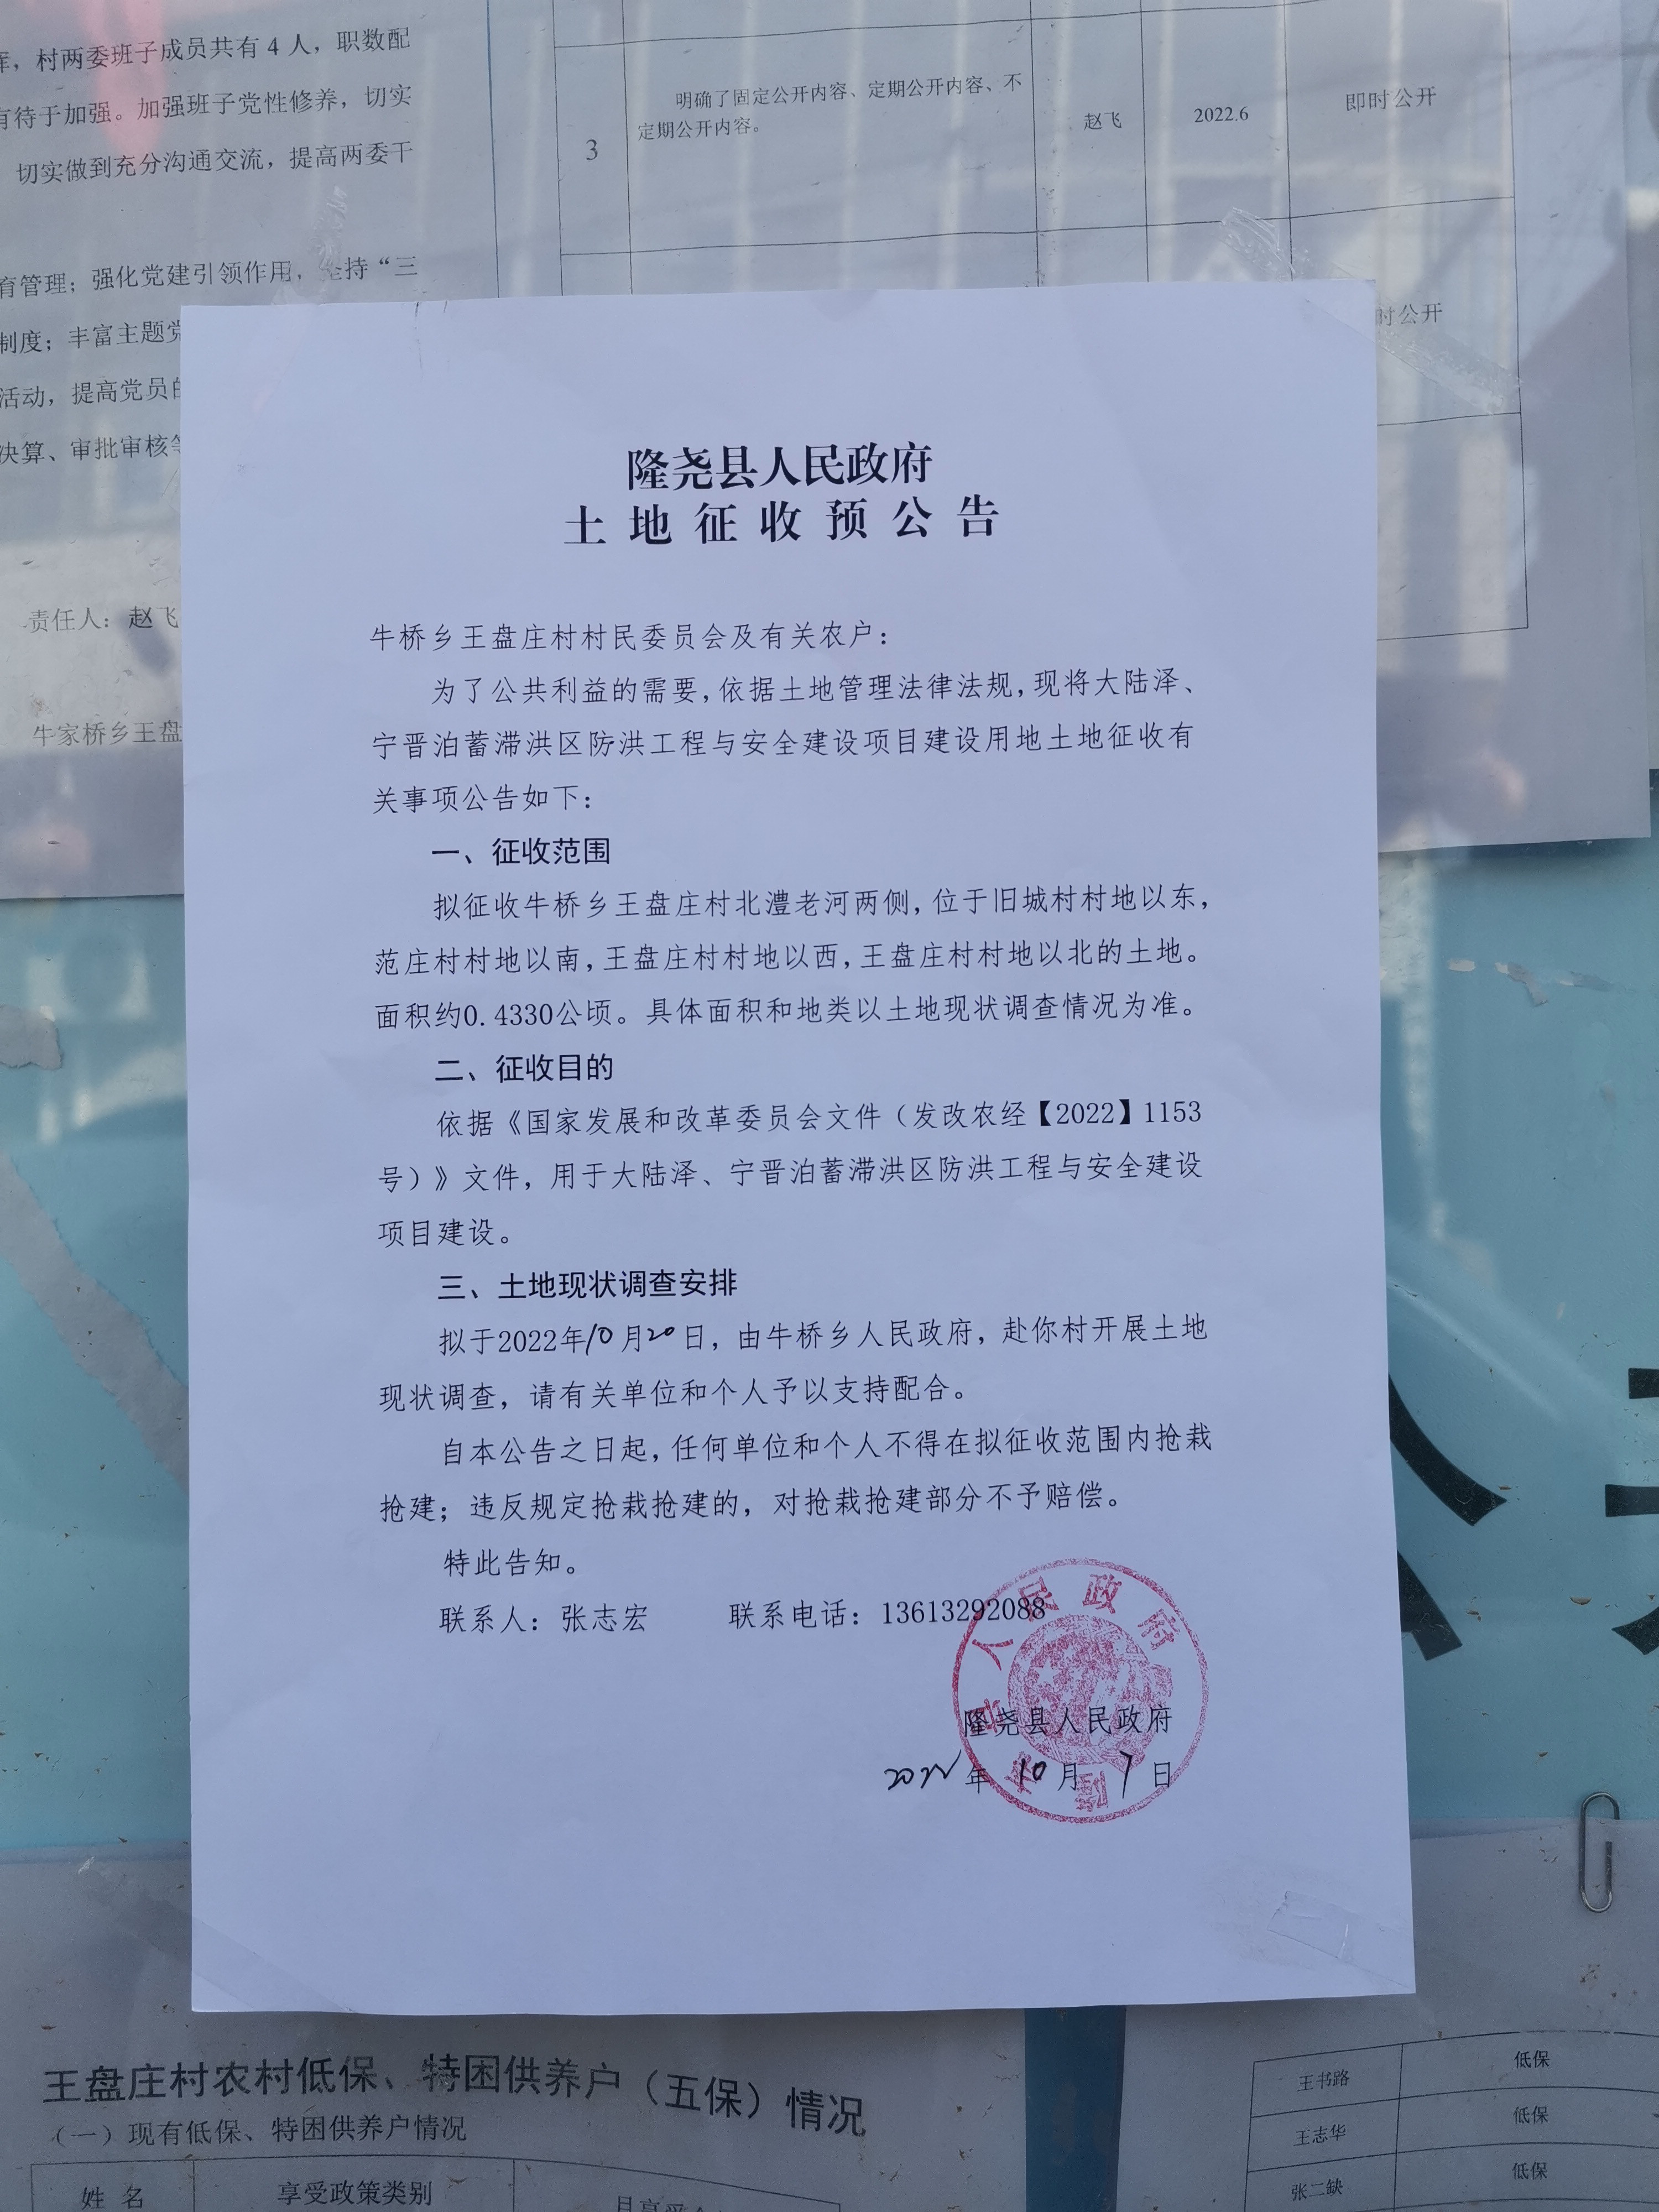 库，村两委班子成员共有4人，职数配
有待于加强。加强班子党性修养，切实
切实做到充分沟通交流，提高两委干
育管理；强化党建引领作用，坚持“三
制度；丰富主题党
活动，提高党员的
决算、审批审核等
责任人：赵飞
牛家桥乡王盘
3
明确了固定公开内容、定期公开内容、不
定期公开内容。
赵飞
2022.6
即时公开
时公开
隆尧县人民政府
土地征收预公告
牛桥乡王盘庄村村民委员会及有关农户：
为了公共利益的需要，依据土地管理法律法规，现将大陆泽、
宁晋泊蓄滞洪区防洪工程与安全建设项目建设用地土地征收有
关事项公告如下：
一、征收范围
拟征收牛桥乡王盘庄村北澧老河两侧，位于旧城村村地以东，
范庄村村地以南，王盘庄村村地以西，王盘庄村村地以北的土地。
面积约0.4330公顷。具体面积和地类以土地现状调查情况为准。
二、征收目的
依据《国家发展和改革委员会文件（发改农经【2022】1153
号）》文件，用于大陆泽、宁晋泊蓄滞洪区防洪工程与安全建设
项目建设。
三、土地现状调查安排
拟于2022年10月20日，由牛桥乡人民政府，赴你村开展土地
现状调查，请有关单位和个人予以支持配合。
自本公告之日起，任何单位和个人不得在拟征收范围内抢栽
抢建；违反规定抢栽抢建的，对抢栽抢建部分不予赔偿。
特此告知。
联系人：张志宏 联系电话：13613292088
隆尧县人民政府
隆尧县人民政府
2022年10月7日
王盘庄村农村低保、特困供养户（五保）情况
（一）现有低保、特困供养户情况
姓 名
享受政策类别
王书路
低保
王志华
低保
张二缺
低保